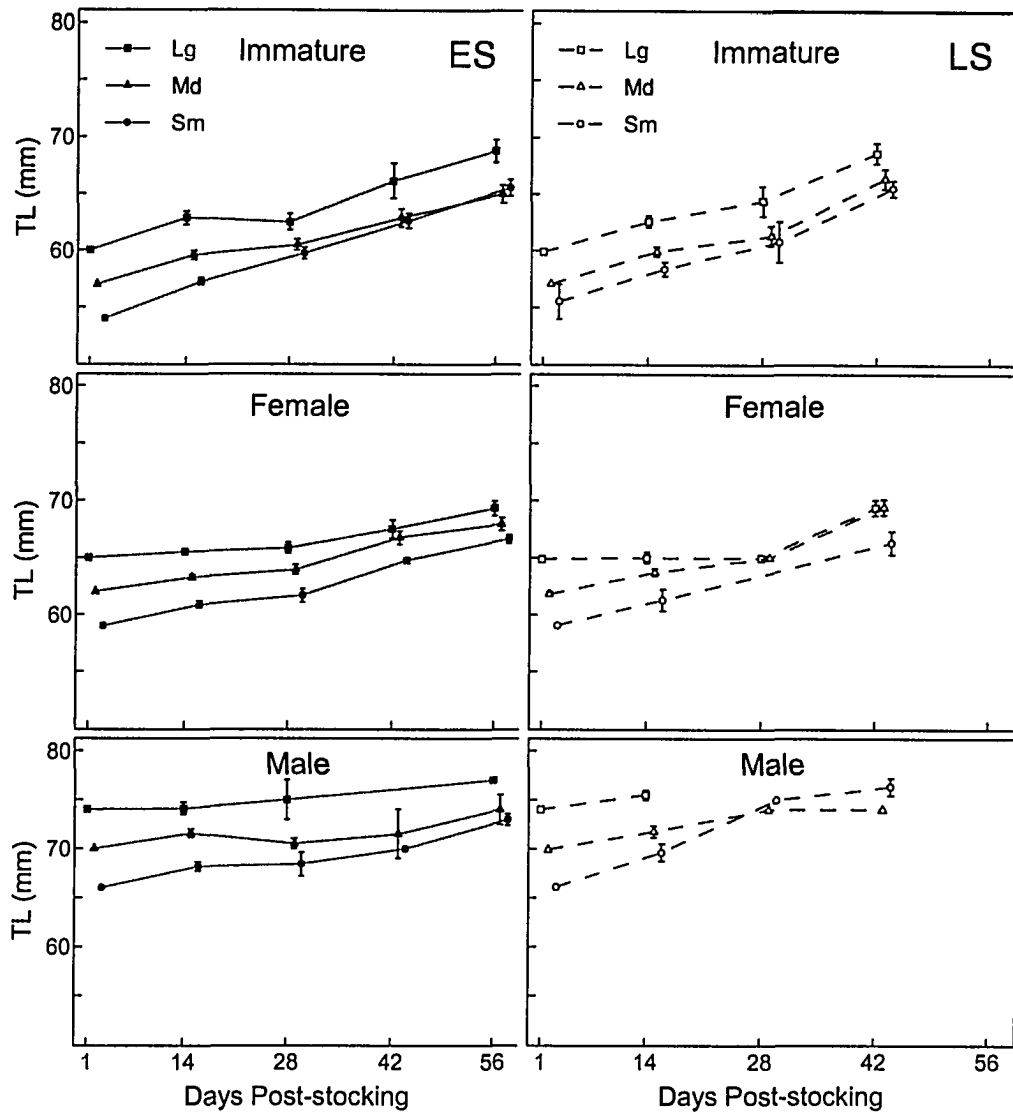 80
70
60
TL (mm)
Immature
ES
Lg
Md
Sm
Immature
LS
Lg
Md
Sm
80
70
60
TL (mm)
Female
Female
80
70
60
TL (mm)
Male
Male
1 14 28 42 56
1 14 28 42 56
Days Post-stocking
Days Post-stocking